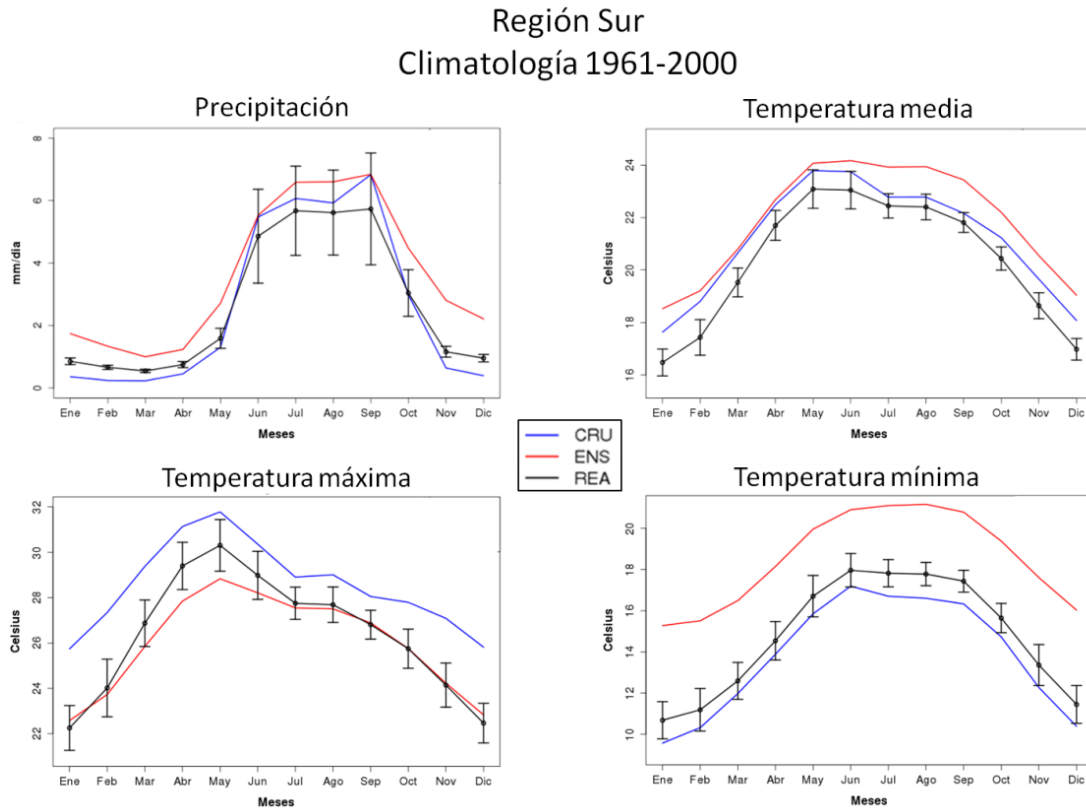 Región Sur
Climatología 1961-2000
Precipitación
8
6
4
2
0
mm/dia
Ene Feb Mar Abr May Jun Jul Ago Sep Oct Nov Dic
Meses
Temperatura media
24
22
20
18
16
Celsius
Ene Feb Mar Abr May Jun Jul Ago Sep Oct Nov Dic
Meses
CRU
ENS
REA
Temperatura máxima
32
30
28
26
24
22
Celsius
Ene Feb Mar Abr May Jun Jul Ago Sep Oct Nov Dic
Meses
Temperatura mínima
20
18
16
14
12
10
Celsius
Ene Feb Mar Abr May Jun Jul Ago Sep Oct Nov Dic
Meses